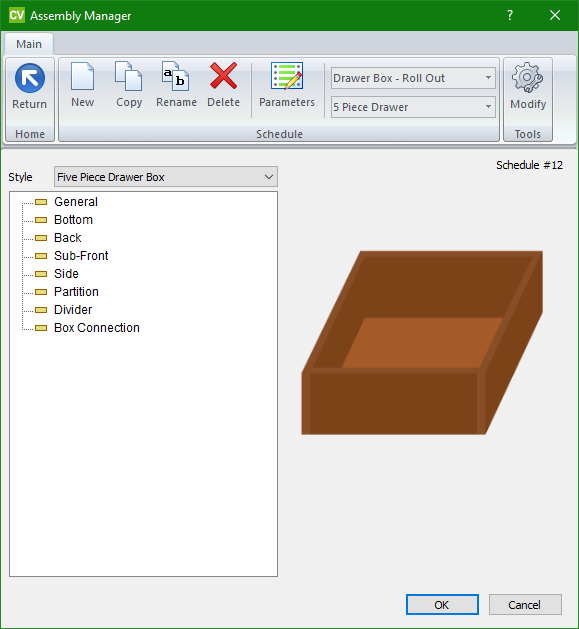 CV Assembly Manager ?
Main
Return
New
Copy
a b
Rename
Delete
Parameters
Drawer Box - Roll Out
5 Piece Drawer
Modify
Home
Schedule
Tools
Schedule #12
Style Five Piece Drawer Box
General
Bottom
Back
Sub-Front
Side
Partition
Divider
Box Connection
OK
Cancel